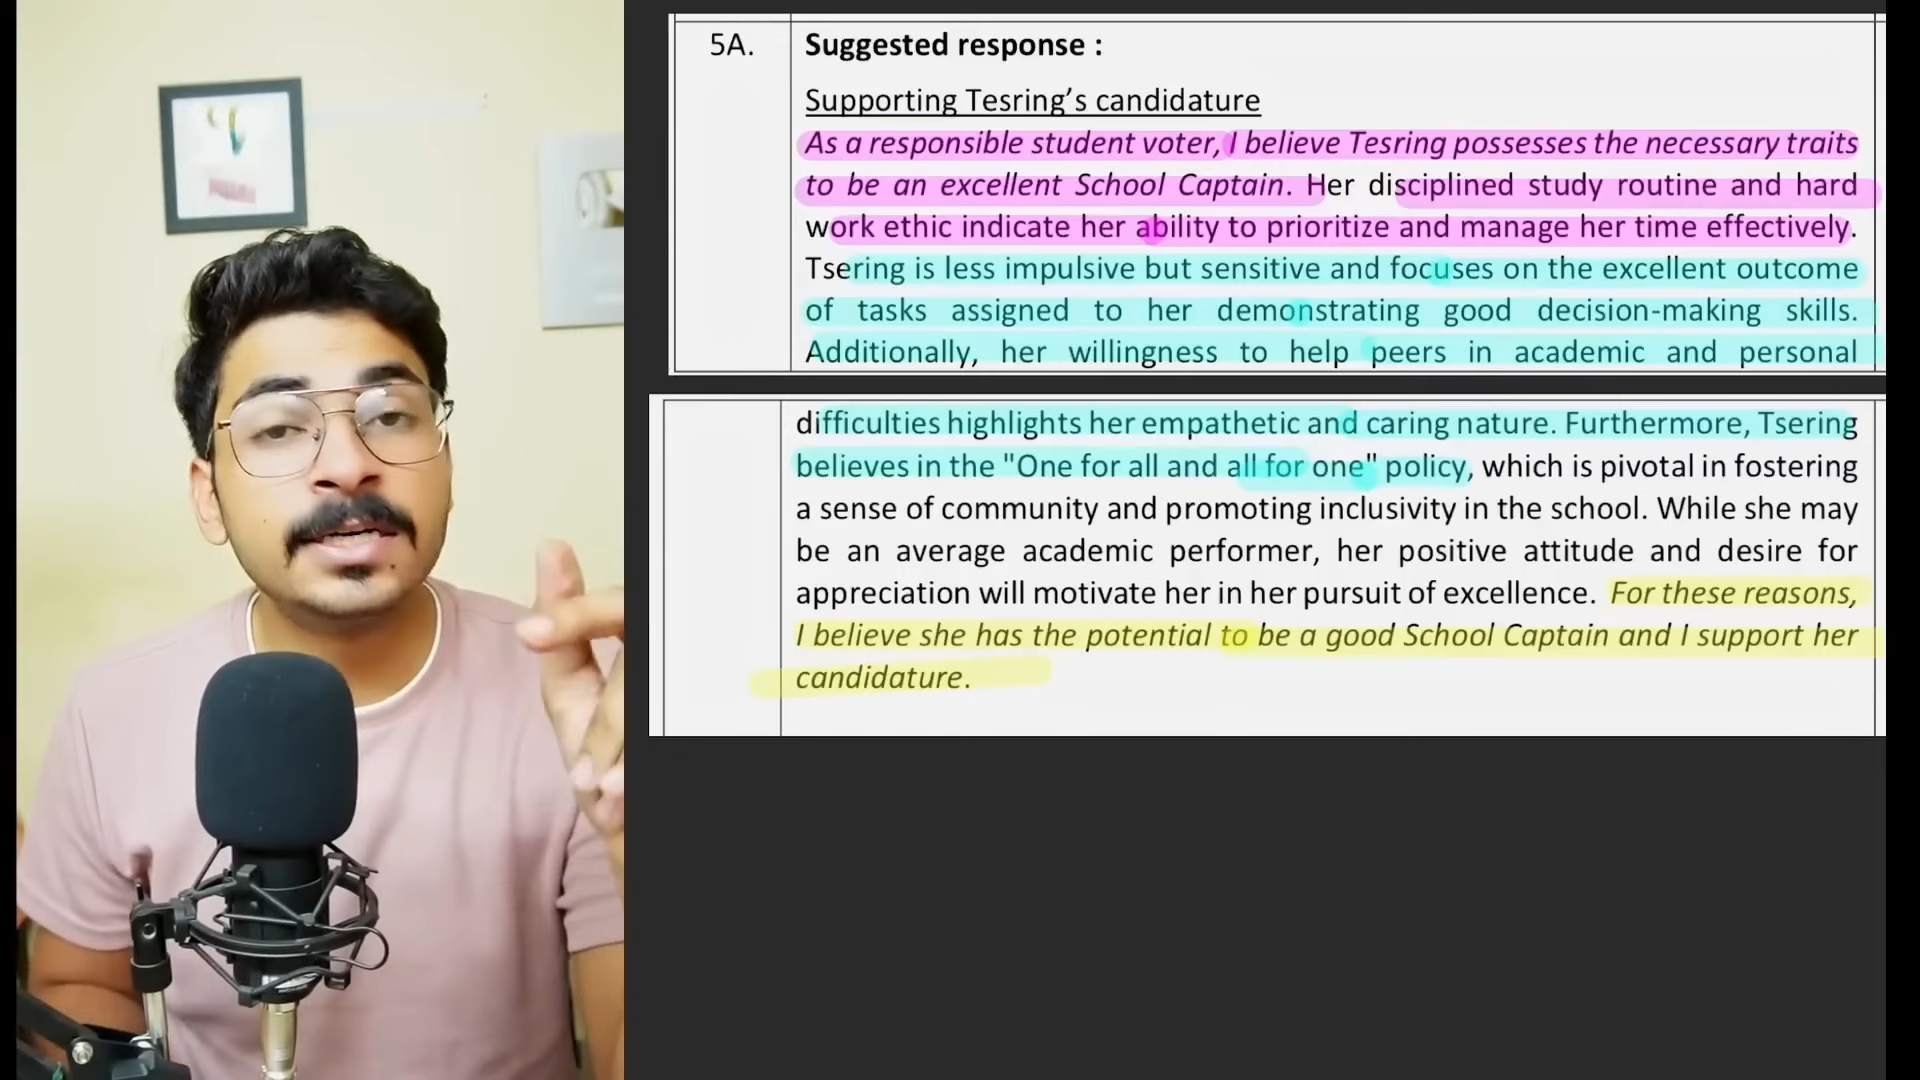 5A.
Suggested response :
Supporting Tesring’s candidature
As a responsible student voter, I believe Tesring possesses the necessary traits
to be an excellent School Captain. Her disciplined study routine and hard
work ethic indicate her ability to prioritize and manage her time effectively.
Tsering is less impulsive but sensitive and focuses on the excellent outcome
of tasks assigned to her demonstrating good decision-making skills.
Additionally, her willingness to help peers in academic and personal
difficulties highlights her empathetic and caring nature. Furthermore, Tsering
believes in the "One for all and all for one" policy, which is pivotal in fostering
a sense of community and promoting inclusivity in the school. While she may
be an average academic performer, her positive attitude and desire for
appreciation will motivate her in her pursuit of excellence. For these reasons,
I believe she has the potential to be a good School Captain and I support her
candidature.